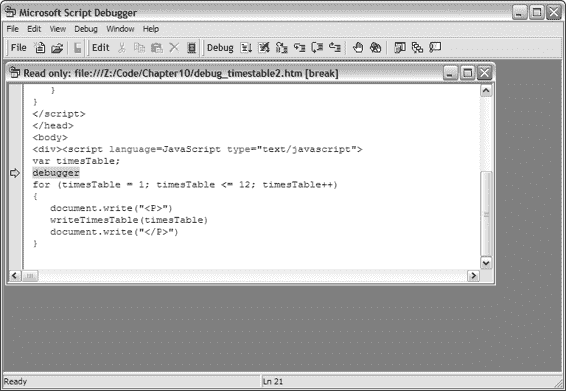 Microsoft Script Debugger
File Edit View Debug Window Help
File Edit Debug
Read only: file:///Z:/Code/Chapter10/debug_timestable2.htm [break]
}
}
</script>
</head>
<body>
<div><script language=JavaScript type="text/javascript">
var timesTable;
debugger
for (timesTable = 1; timesTable <= 12; timesTable++)
{
document.write("<P>")
writeTimesTable(timesTable)
document.write("</P>")
}
Ready Ln 21